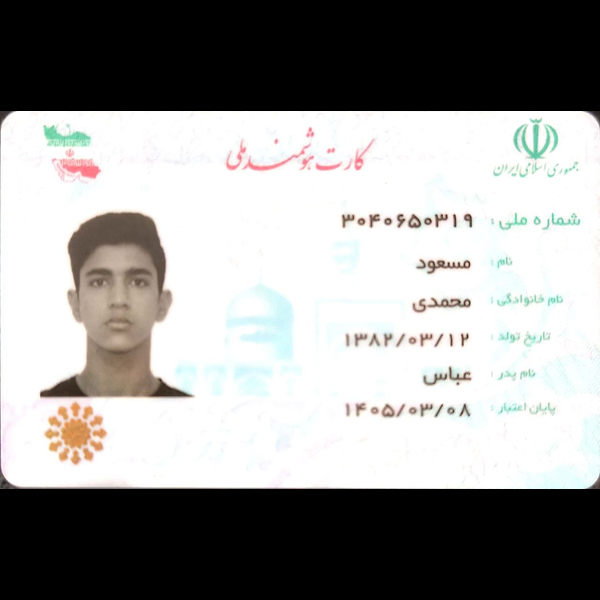 کارت هوشمند ملی
جمهوری اسلامی ایران
شماره ملی: ۳۰۴۰۶۵۰۳۱۹
نام: مسعود
نام خانوادگی: محمدی
تاریخ تولد: ۱۳۸۲/۰۳/۱۲
نام پدر: عباس
پایان اعتبار: ۱۴۰۵/۰۳/۰۸